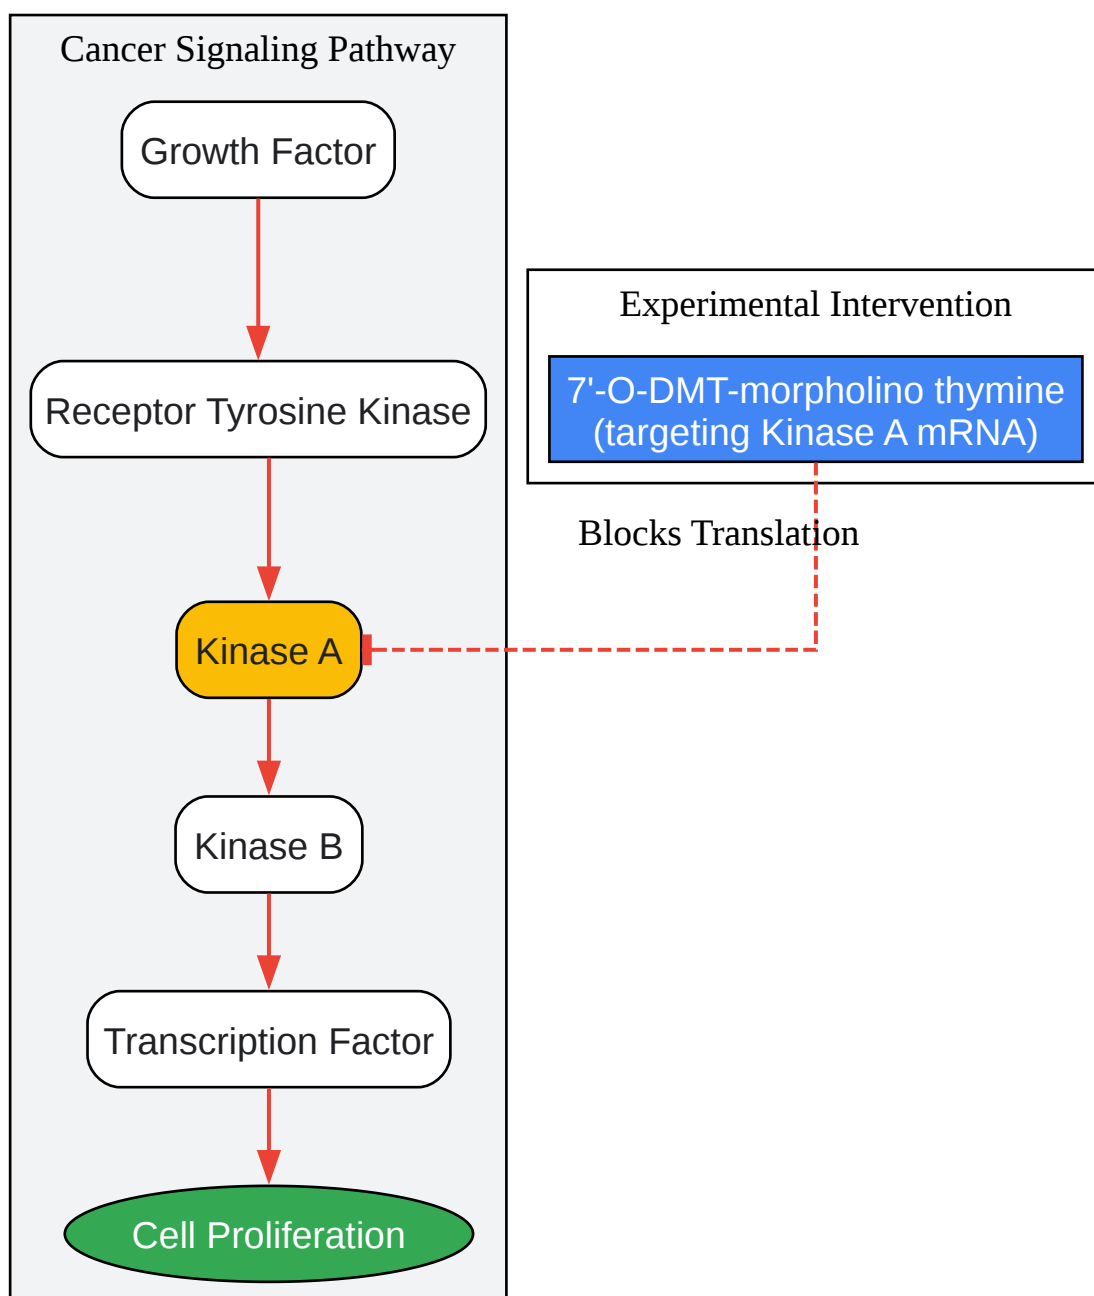 Cancer Signaling Pathway
Growth Factor
Receptor Tyrosine Kinase
Experimental Intervention
7'-O-DMT-morpholino thymine
(targeting Kinase A mRNA)
Blocks Translation
Kinase A
Kinase B
Transcription Factor
Cell Proliferation